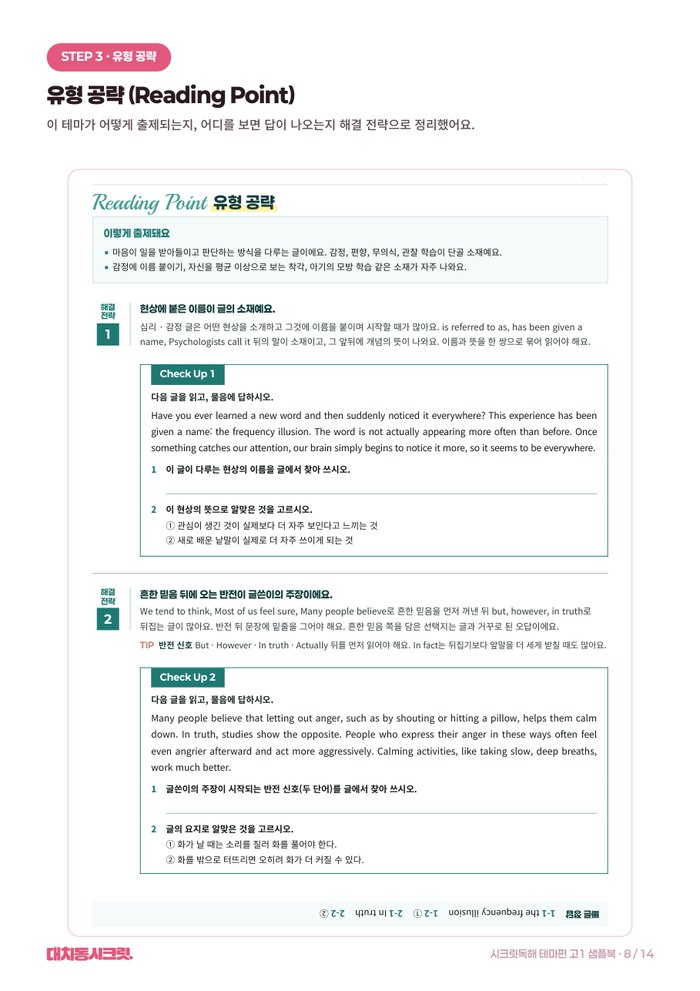 STEP 3 · 유형 공략
유형 공략 (Reading Point)
이 테마가 어떻게 출제되는지, 어디를 보면 답이 나오는지 해결 전략으로 정리했어요.
Reading Point 유형 공략
이렇게 출제돼요
▪ 마음이 일을 받아들이고 판단하는 방식을 다루는 글이에요. 감정, 편향, 무의식, 관찰 학습이 단골 소재예요.
▪ 감정에 이름 붙이기, 자신을 평균 이상으로 보는 착각, 아기의 모방 학습 같은 소재가 자주 나와요.
해결
전략
1
현상에 붙은 이름이 글의 소재예요.
심리 · 감정 글은 어떤 현상을 소개하고 그것에 이름을 붙이며 시작할 때가 많아요. is referred to as, has been given a
name, Psychologists call it 뒤의 말이 소재이고, 그 앞뒤에 개념의 뜻이 나와요. 이름과 뜻을 한 쌍으로 묶어 읽어야 해요.
Check Up 1
다음 글을 읽고, 물음에 답하시오.
Have you ever learned a new word and then suddenly noticed it everywhere? This experience has been
given a name: the frequency illusion. The word is not actually appearing more often than before. Once
something catches our attention, our brain simply begins to notice it more, so it seems to be everywhere.
1 이 글이 다루는 현상의 이름을 글에서 찾아 쓰시오.
2 이 현상의 뜻으로 알맞은 것을 고르시오.
① 관심이 생긴 것이 실제보다 더 자주 보인다고 느끼는 것
② 새로 배운 낱말이 실제로 더 자주 쓰이게 되는 것
해결
전략
2
흔한 믿음 뒤에 오는 반전이 글쓴이의 주장이에요.
We tend to think, Most of us feel sure, Many people believe로 흔한 믿음을 먼저 꺼낸 뒤 but, however, in truth로
뒤집는 글이 많아요. 반전 뒤 문장에 밑줄을 그어야 해요. 흔한 믿음 쪽을 담은 선택지는 글과 거꾸로 된 오답이에요.
TIP 반전 신호 But · However · In truth · Actually 뒤를 먼저 읽어야 해요. In fact는 뒤집기보다 앞말을 더 세게 받칠 때도 많아요.
Check Up 2
다음 글을 읽고, 물음에 답하시오.
Many people believe that letting out anger, such as by shouting or hitting a pillow, helps them calm
down. In truth, studies show the opposite. People who express their anger in these ways often feel
even angrier afterward and act more aggressively. Calming activities, like taking slow, deep breaths,
work much better.
1 글쓴이의 주장이 시작되는 반전 신호(두 단어)를 글에서 찾아 쓰시오.
2 글의 요지로 알맞은 것을 고르시오.
① 화가 날 때는 소리를 질러 화를 풀어야 한다.
② 화를 밖으로 터뜨리면 오히려 화가 더 커질 수 있다.
빠른 정답 1-1 the frequency illusion 1-2 ① 2-1 In truth 2-2 ②
대치동시크릿.
시크릿독해 테마편 고1 샘플북 · 8 / 14